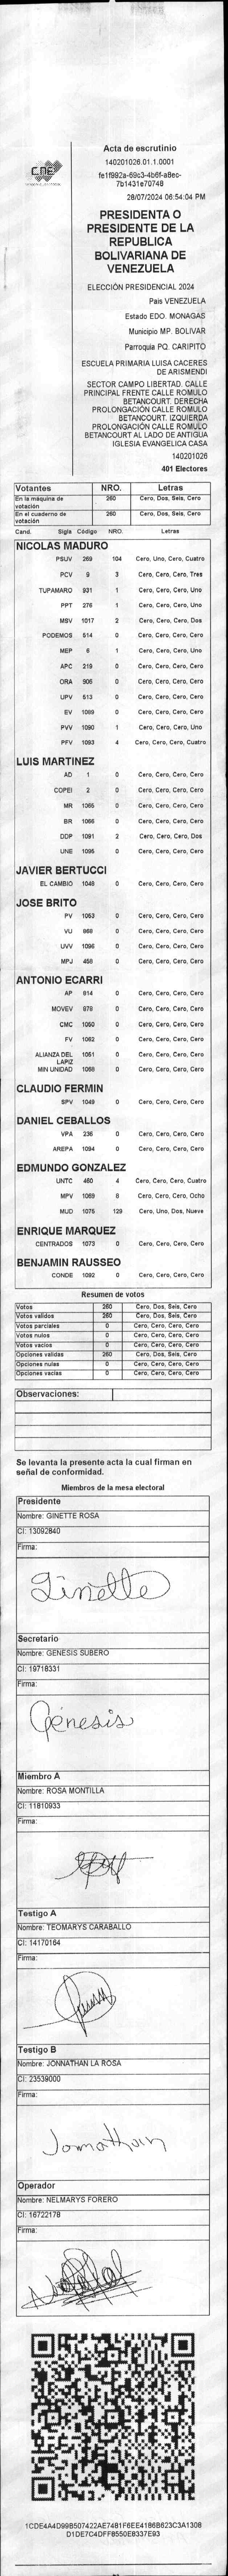 CNE
Acta de escrutinio
140201026.01.1.0001
fe1f992a-69c3-4b6f-a8ec-
7b1431e70748
28/07/2024 06:54:04 PM
PRESIDENTA O
PRESIDENTE DE LA
REPUBLICA
BOLIVARIANA DE
VENEZUELA
ELECCIÓN PRESIDENCIAL 2024
Pais VENEZUELA
Estado EDO. MONAGAS
Municipio MP. BOLIVAR
Parroquia PQ. CARIPITO
ESCUELA PRIMARIA LUISA CACERES
DE ARISMENDI
SECTOR CAMPO LIBERTAD. CALLE
PRINCIPAL FRENTE CALLE ROMULO
BETANCOURT. DERECHA
PROLONGACIÓN CALLE ROMULO
BETANCOURT. IZQUIERDA
PROLONGACIÓN CALLE ROMULO
BETANCOURT AL LADO DE ANTIGUA
IGLESIA EVANGELICA CASA
140201026
401 Electores
Votantes NRO. Letras
En la máquina de votación 260 Cero, Dos, Seis, Cero
En el cuaderno de votación 260 Cero, Dos, Seis, Cero
Cand. Sigla Código NRO. Letras
NICOLAS MADURO
PSUV 269 104 Cero, Uno, Cero, Cuatro
PCV 9 3 Cero, Cero, Cero, Tres
TUPAMARO 931 1 Cero, Cero, Cero, Uno
PPT 276 1 Cero, Cero, Cero, Uno
MSV 1017 2 Cero, Cero, Cero, Dos
PODEMOS 514 0 Cero, Cero, Cero, Cero
MEP 6 1 Cero, Cero, Cero, Uno
APC 219 0 Cero, Cero, Cero, Cero
ORA 906 0 Cero, Cero, Cero, Cero
UPV 513 0 Cero, Cero, Cero, Cero
EV 1089 0 Cero, Cero, Cero, Cero
PVV 1090 1 Cero, Cero, Cero, Uno
PFV 1093 4 Cero, Cero, Cero, Cuatro
LUIS MARTINEZ
AD 1 0 Cero, Cero, Cero, Cero
COPEI 2 0 Cero, Cero, Cero, Cero
MR 1065 0 Cero, Cero, Cero, Cero
BR 1066 0 Cero, Cero, Cero, Cero
DDP 1091 2 Cero, Cero, Cero, Dos
UNE 1095 0 Cero, Cero, Cero, Cero
JAVIER BERTUCCI
EL CAMBIO 1048 0 Cero, Cero, Cero, Cero
JOSE BRITO
PV 1053 0 Cero, Cero, Cero, Cero
VU 868 0 Cero, Cero, Cero, Cero
UVV 1096 0 Cero, Cero, Cero, Cero
MPJ 458 0 Cero, Cero, Cero, Cero
ANTONIO ECARRI
AP 814 0 Cero, Cero, Cero, Cero
MOVEV 979 0 Cero, Cero, Cero, Cero
CMC 1050 0 Cero, Cero, Cero, Cero
FV 1062 0 Cero, Cero, Cero, Cero
ALIANZA DEL LAPIZ 1051 0 Cero, Cero, Cero, Cero
MIN UNIDAD 1068 0 Cero, Cero, Cero, Cero
CLAUDIO FERMIN
SPV 1049 0 Cero, Cero, Cero, Cero
DANIEL CEBALLOS
VPA 236 0 Cero, Cero, Cero, Cero
AREPA 1094 0 Cero, Cero, Cero, Cero
EDMUNDO GONZALEZ
UNTC 460 4 Cero, Cero, Cero, Cuatro
MPV 1069 8 Cero, Cero, Cero, Ocho
MUD 1075 129 Cero, Uno, Dos, Nueve
ENRIQUE MARQUEZ
CENTRADOS 1073 0 Cero, Cero, Cero, Cero
BENJAMIN RAUSSEO
CONDE 1092 0 Cero, Cero, Cero, Cero
Resumen de votos
Votos 260 Cero, Dos, Seis, Cero
Votos validos 260 Cero, Dos, Seis, Cero
Votos parciales 0 Cero, Cero, Cero, Cero
Votos nulos 0 Cero, Cero, Cero, Cero
Votos vacios 0 Cero, Cero, Cero, Cero
Opciones validas 260 Cero, Dos, Seis, Cero
Opciones nulas 0 Cero, Cero, Cero, Cero
Opciones vacias 0 Cero, Cero, Cero, Cero
Observaciones:
Se levanta la presente acta la cual firman en
señal de conformidad.
Miembros de la mesa electoral
Presidente
Nombre: GINETTE ROSA
CI: 13092840
Firma:
Ginette
Secretario
Nombre: GENESIS SUBERO
CI: 19718331
Firma:
Génesis
Miembro A
Nombre: ROSA MONTILLA
CI: 11810933
Firma:
Testigo A
Nombre: TEOMARYS CARABALLO
CI: 14170164
Firma:
Testigo B
Nombre: JONNATHAN LA ROSA
CI: 23539000
Firma:
Jonnathan
Operador
Nombre: NELMARYS FORERO
CI: 16722178
Firma:
1CDE4A4D99B507422AE7481F6EE4186B623C3A1308
D1DE7C4DFF8550E8337E93